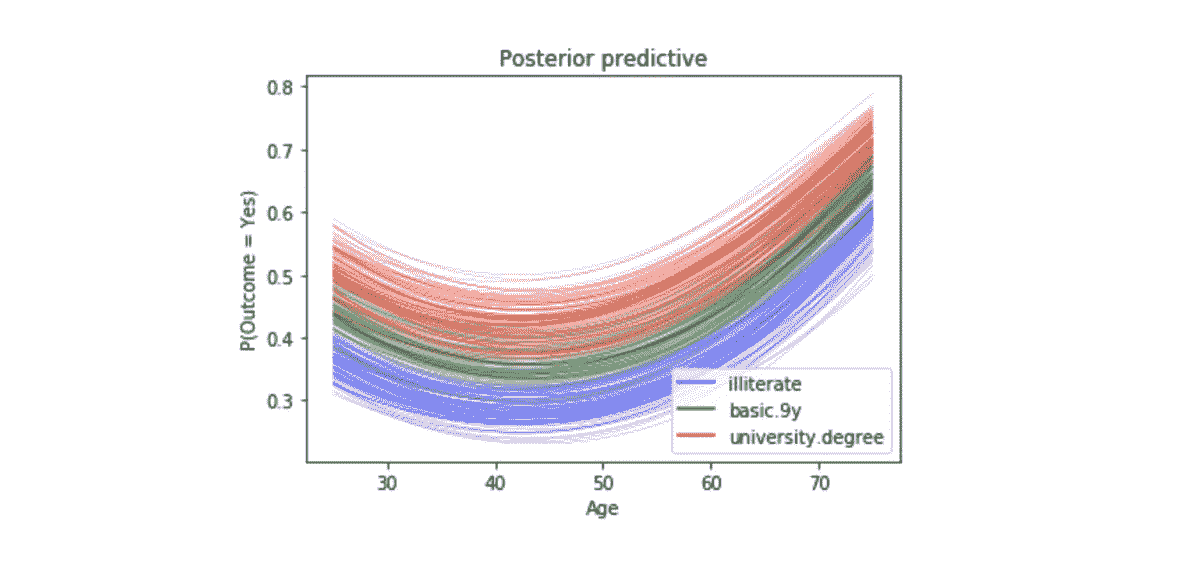 Posterior predictive
0.8
0.7
0.6
0.5
0.4
0.3
P(Outcome = Yes)
illiterate
basic.9y
university.degree
30 40 50 60 70
Age